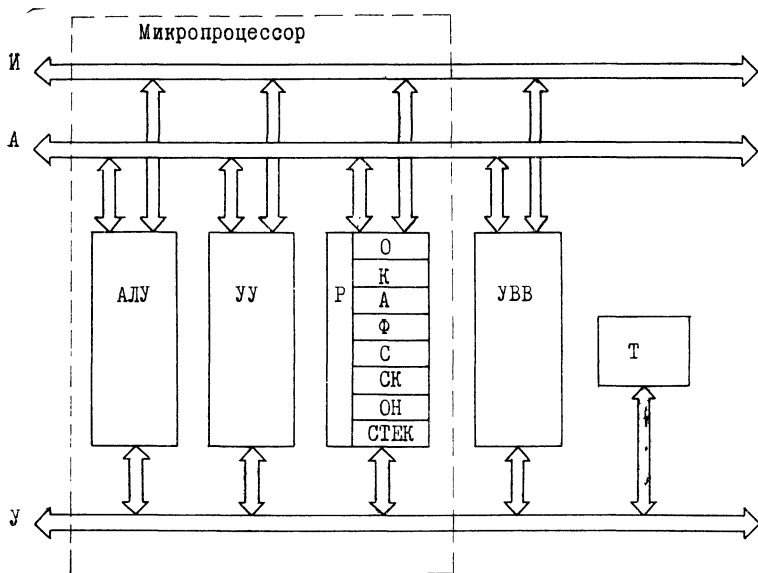 Микропроцессор
И
А
АЛУ
УУ
Р
О
К
А
Ф
С
СК
ОН
СТЕК
УВВ
Т
У